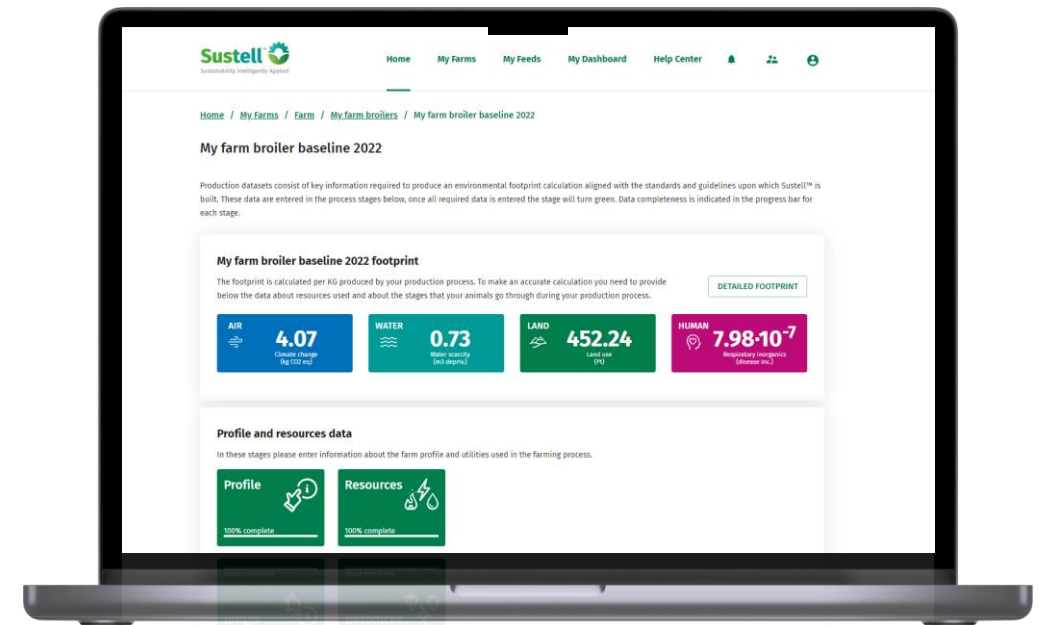 Sustell™
Sustainability Intelligently Applied
Home My Farms My Feeds My Dashboard Help Center
Home / My Farms / Farm / My farm broilers / My farm broiler baseline 2022
My farm broiler baseline 2022
Production datasets consist of key information required to produce an environmental footprint calculation aligned with the standards and guidelines upon which Sustell™ is
built. These data are entered in the process stages below, once all required data is entered the stage will turn green. Data completeness is indicated in the progress bar for
each stage.
My farm broiler baseline 2022 footprint
The footprint is calculated per KG produced by your production process. To make an accurate calculation you need to provide
below the data about resources used and about the stages that your animals go through during your production process.
DETAILED FOOTPRINT
AIR
4.07
Climate change
(kg CO2 eq)
WATER
0.73
Water scarcity
(m3 depriv.)
LAND
452.24
Land use
(Pt)
HUMAN
7.98·10⁻⁷
Respiratory inorganics
(disease inc.)
Profile and resources data
In these stages please enter information about the farm profile and utilities used in the farming process.
Profile
100% complete
Resources
100% complete